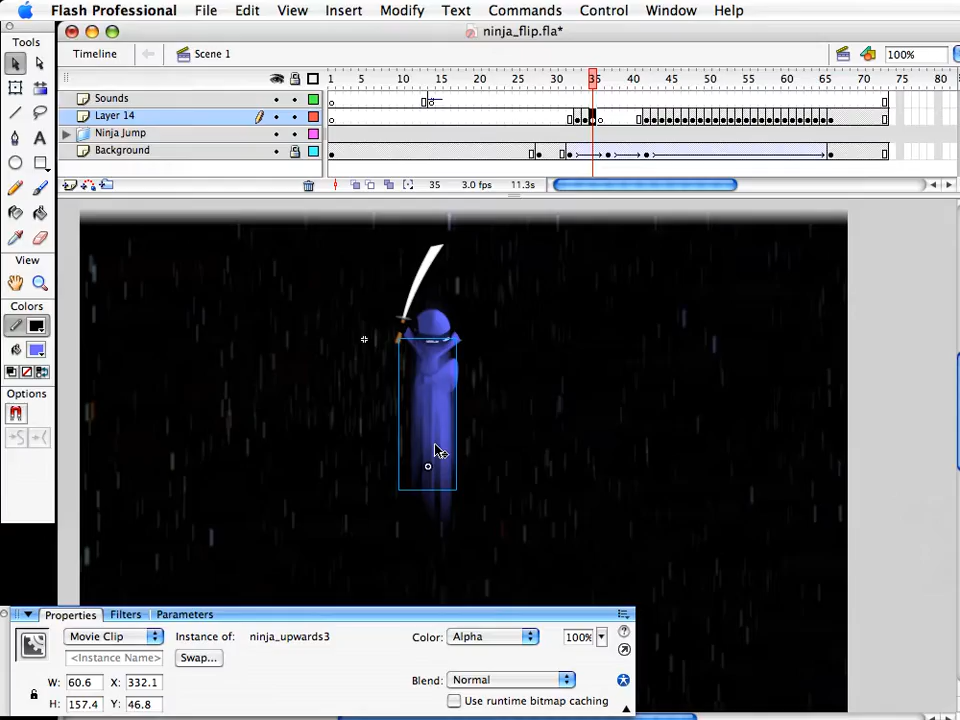 Flash Professional File Edit View Insert Modify Text Commands Control Window Help
Tools
ninja_flip.fla*
Timeline
Scene 1
100%
1 5 10 15 20 25 30 35 40 45 50 55 60 65 70 75 80
Sounds
Layer 14
Ninja Jump
Background
35 3.0 fps 11.3s
View
Colors
Options
Properties Filters Parameters
Movie Clip Instance of: ninja_upwards3 Color: Alpha 100%
<Instance Name> Swap...
W: 60.6 X: 332.1 Blend: Normal
H: 157.4 Y: 46.8 Use runtime bitmap caching